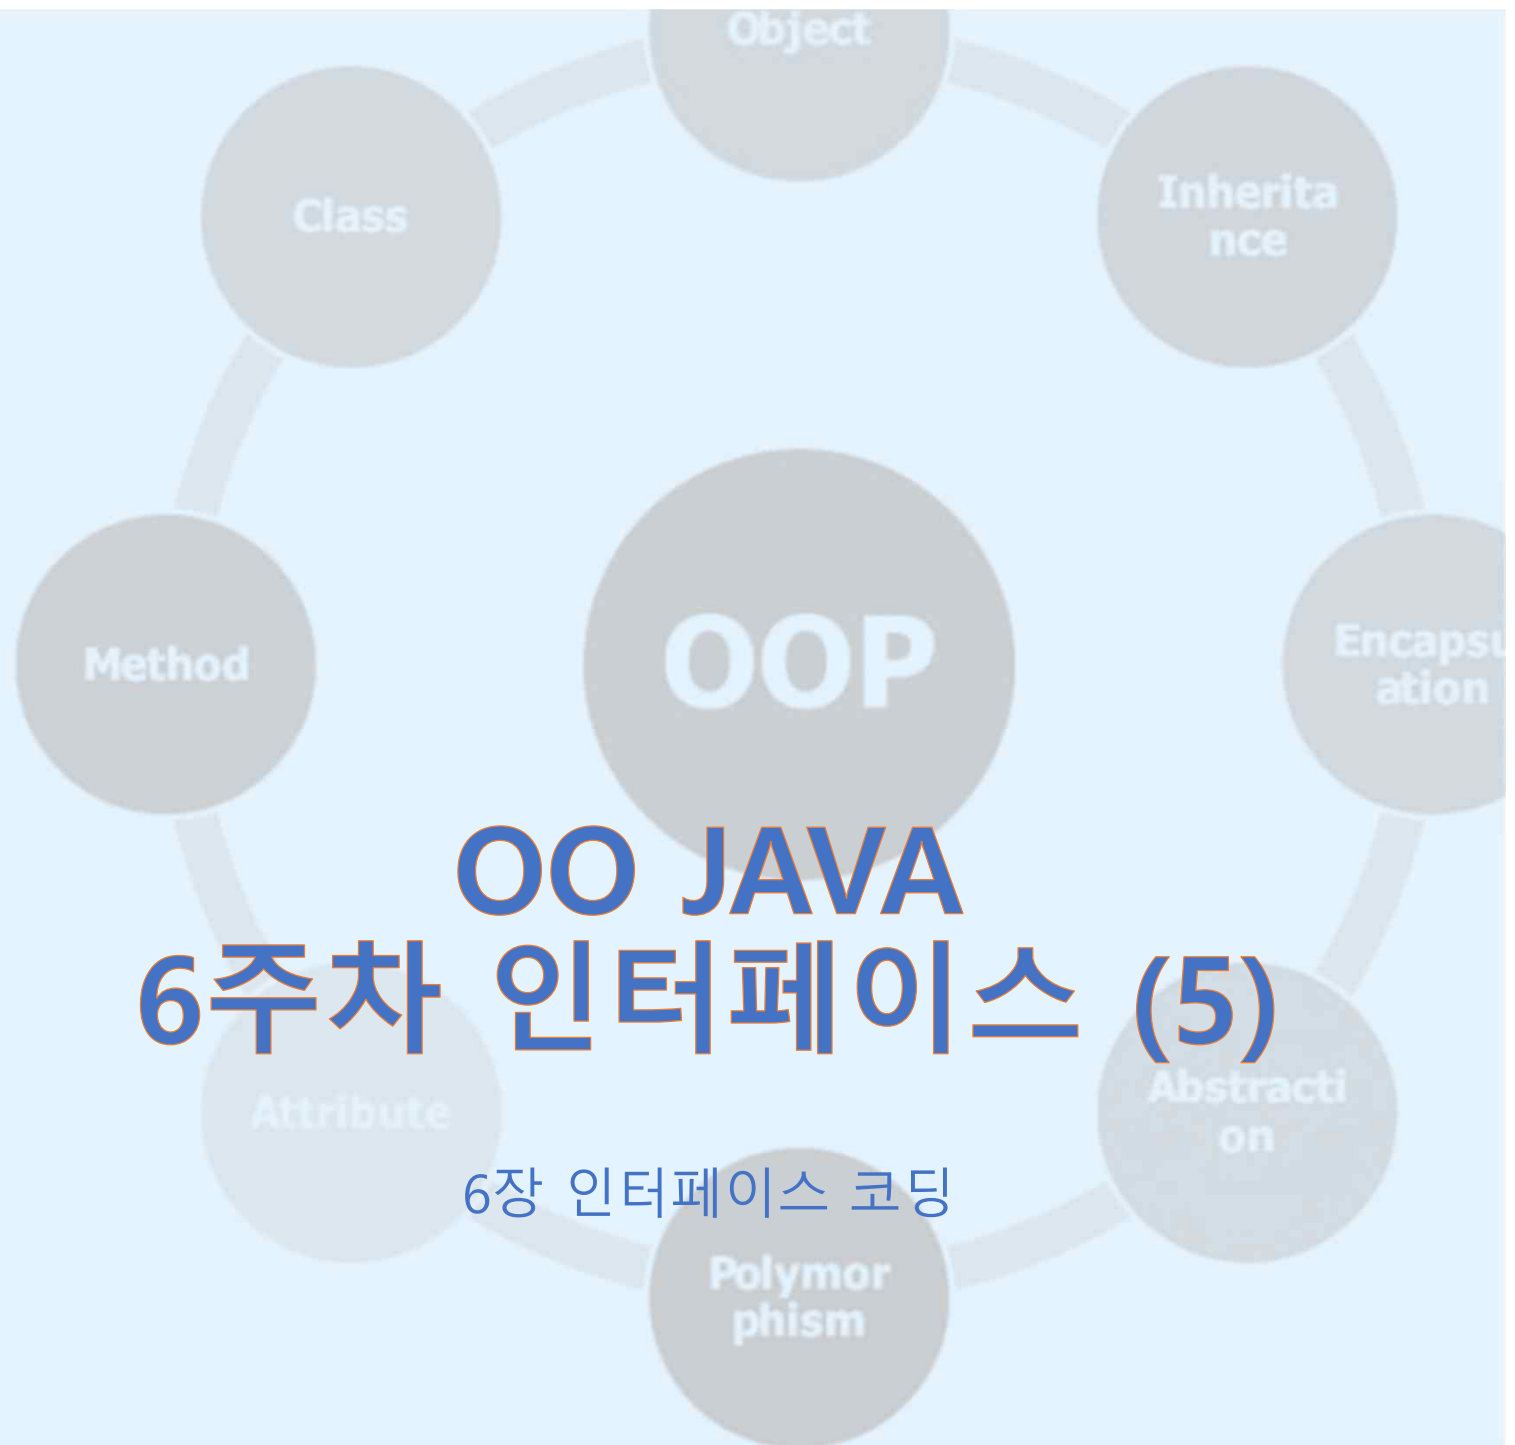 Object
Class
Inherita
nce
OOP
Method
Encapsu
ation
OO JAVA
6주차 인터페이스 (5)
Attribute
Abstracti
on
6장 인터페이스 코딩
Polymor
phism